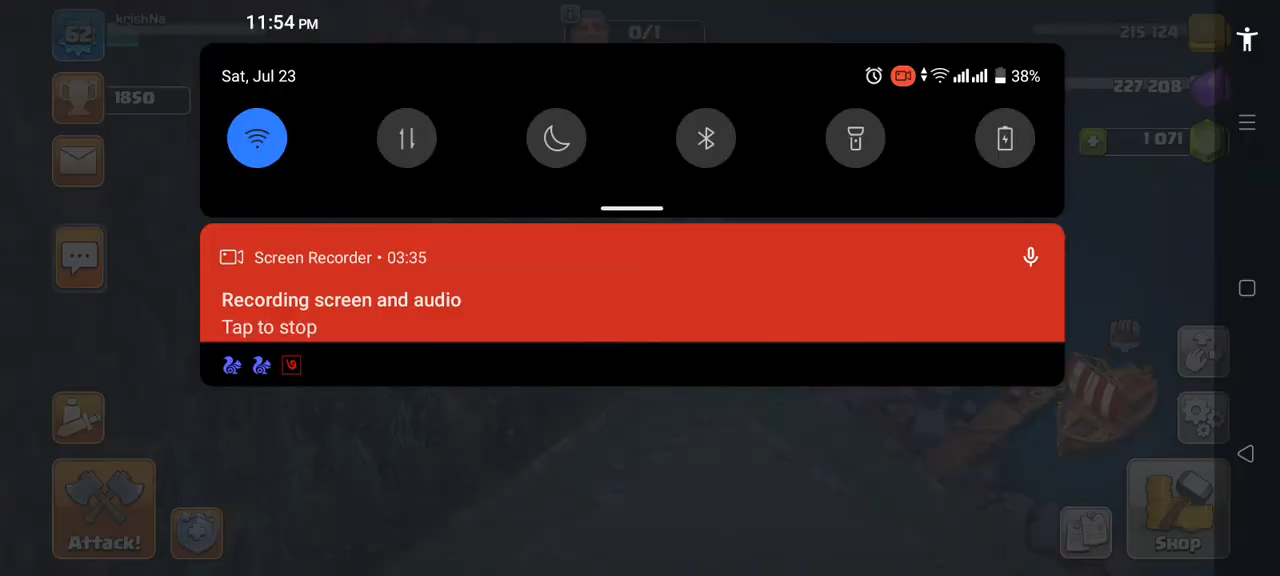 62 krishNa
11:54 PM
0/1
215 124
Sat, Jul 23
38%
1850
227 208
1 071
Screen Recorder • 03:35
Recording screen and audio
Tap to stop
Attack!
Shop